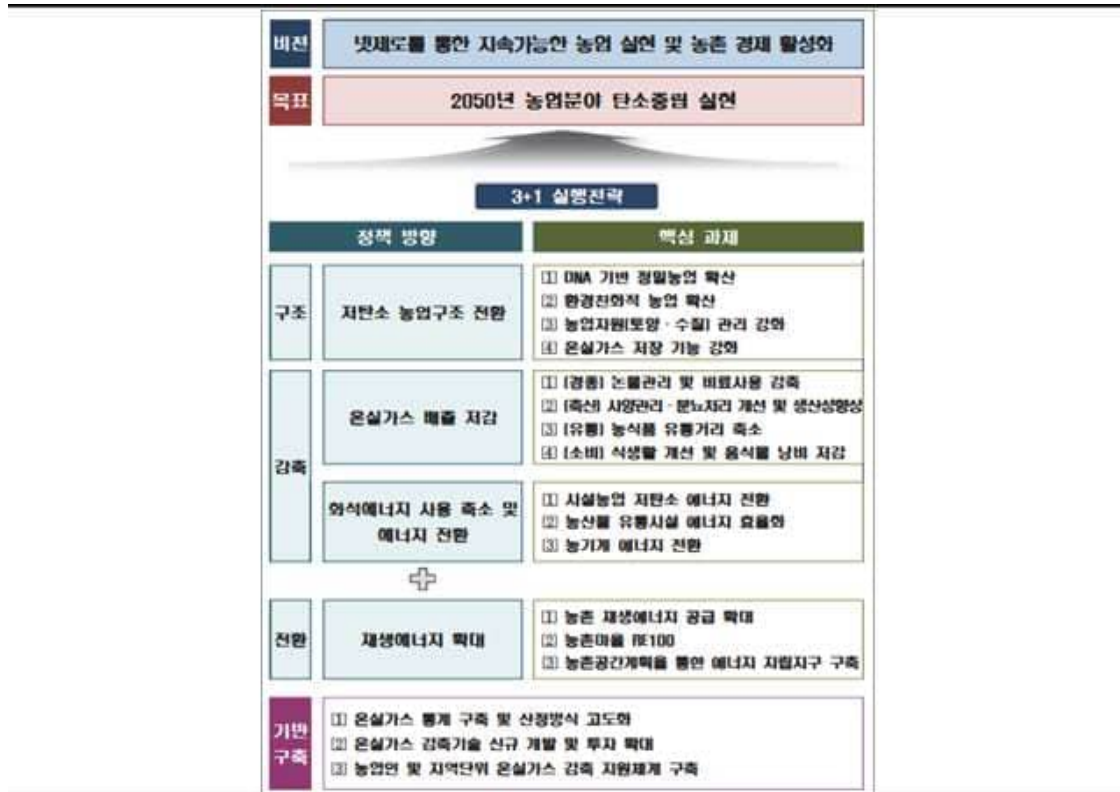 비전
넷제로를 통한 지속가능한 농업 실현 및 농촌 경제 활성화
목표
2050년 농업분야 탄소중립 실현
3+1 실행전략
정책 방향
핵심 과제
구조
저탄소 농업구조 전환
① DNA 기반 정밀농업 확산
② 환경친화적 농업 확산
③ 농업자원(토양·수질) 관리 강화
④ 온실가스 저장 기능 강화
감축
온실가스 배출 저감
① (경종) 논물관리 및 비료사용 감축
② (축산) 사양관리·분뇨처리 개선 및 생산성향상
③ (유통) 농식품 유통거리 축소
④ (소비) 식생활 개선 및 음식물 낭비 저감
화석에너지 사용 축소 및
에너지 전환
① 시설농업 저탄소 에너지 전환
② 농산물 유통시설 에너지 효율화
③ 농기계 에너지 전환
전환
재생에너지 확대
① 농촌 재생에너지 공급 확대
② 농촌마을 RE100
③ 농촌공간계획을 통한 에너지 자립지구 구축
기반
구축
① 온실가스 통계 구축 및 산정방식 고도화
② 온실가스 감축기술 신규 개발 및 투자 확대
③ 농업인 및 지역단위 온실가스 감축 지원체계 구축